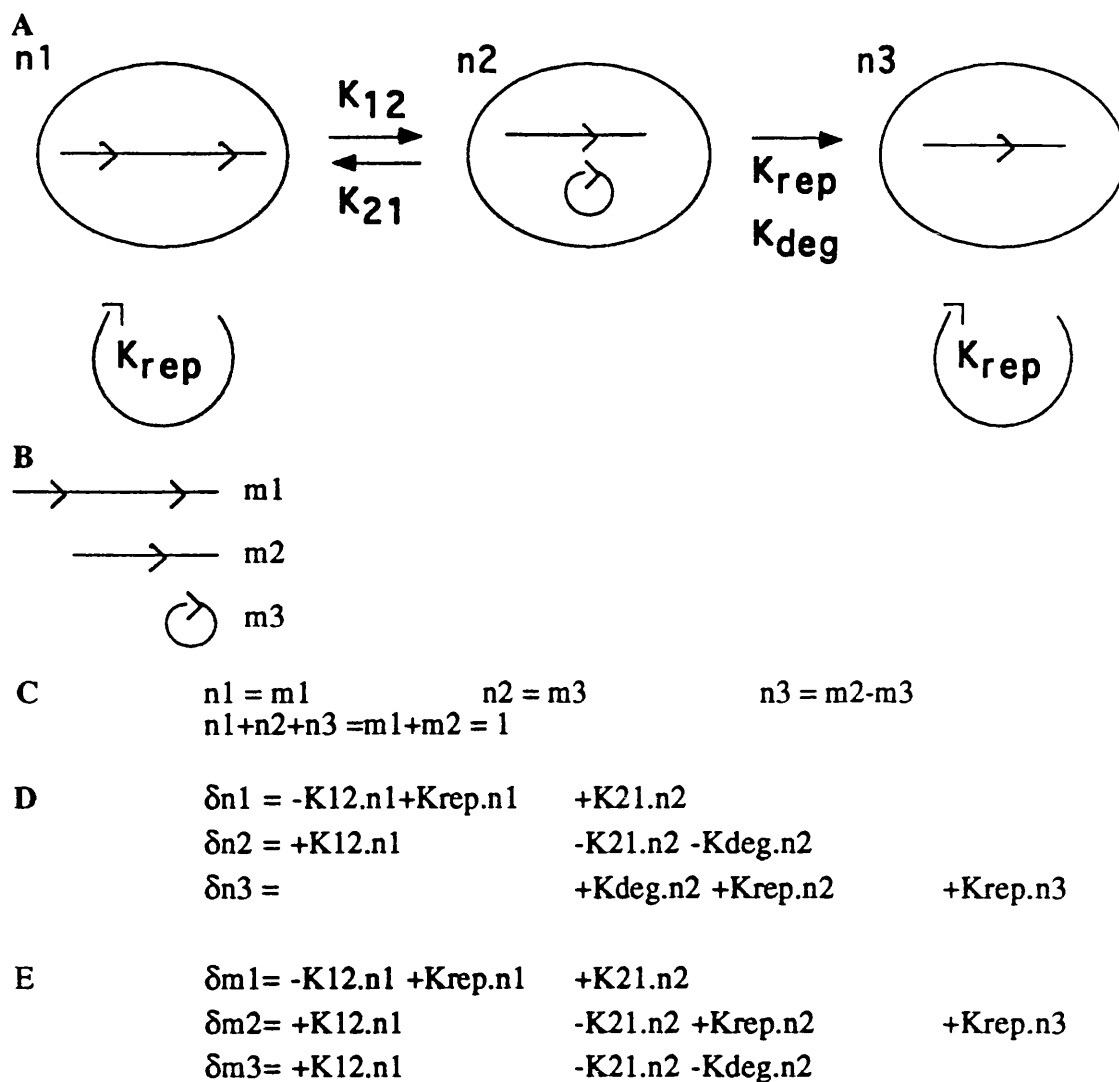 A
n1
n2
n3
K12
K21
Krep
Kdeg
Krep
Krep
B
m1
m2
m3
C n1 = m1 n2 = m3 n3 = m2-m3
n1+n2+n3 =m1+m2 = 1
D δn1 = -K12.n1+Krep.n1 +K21.n2
δn2 = +K12.n1 -K21.n2 -Kdeg.n2
δn3 = +Kdeg.n2 +Krep.n2 +Krep.n3
E δm1= -K12.n1 +Krep.n1 +K21.n2
δm2= +K12.n1 -K21.n2 +Krep.n2 +Krep.n3
δm3= +K12.n1 -K21.n2 -Kdeg.n2